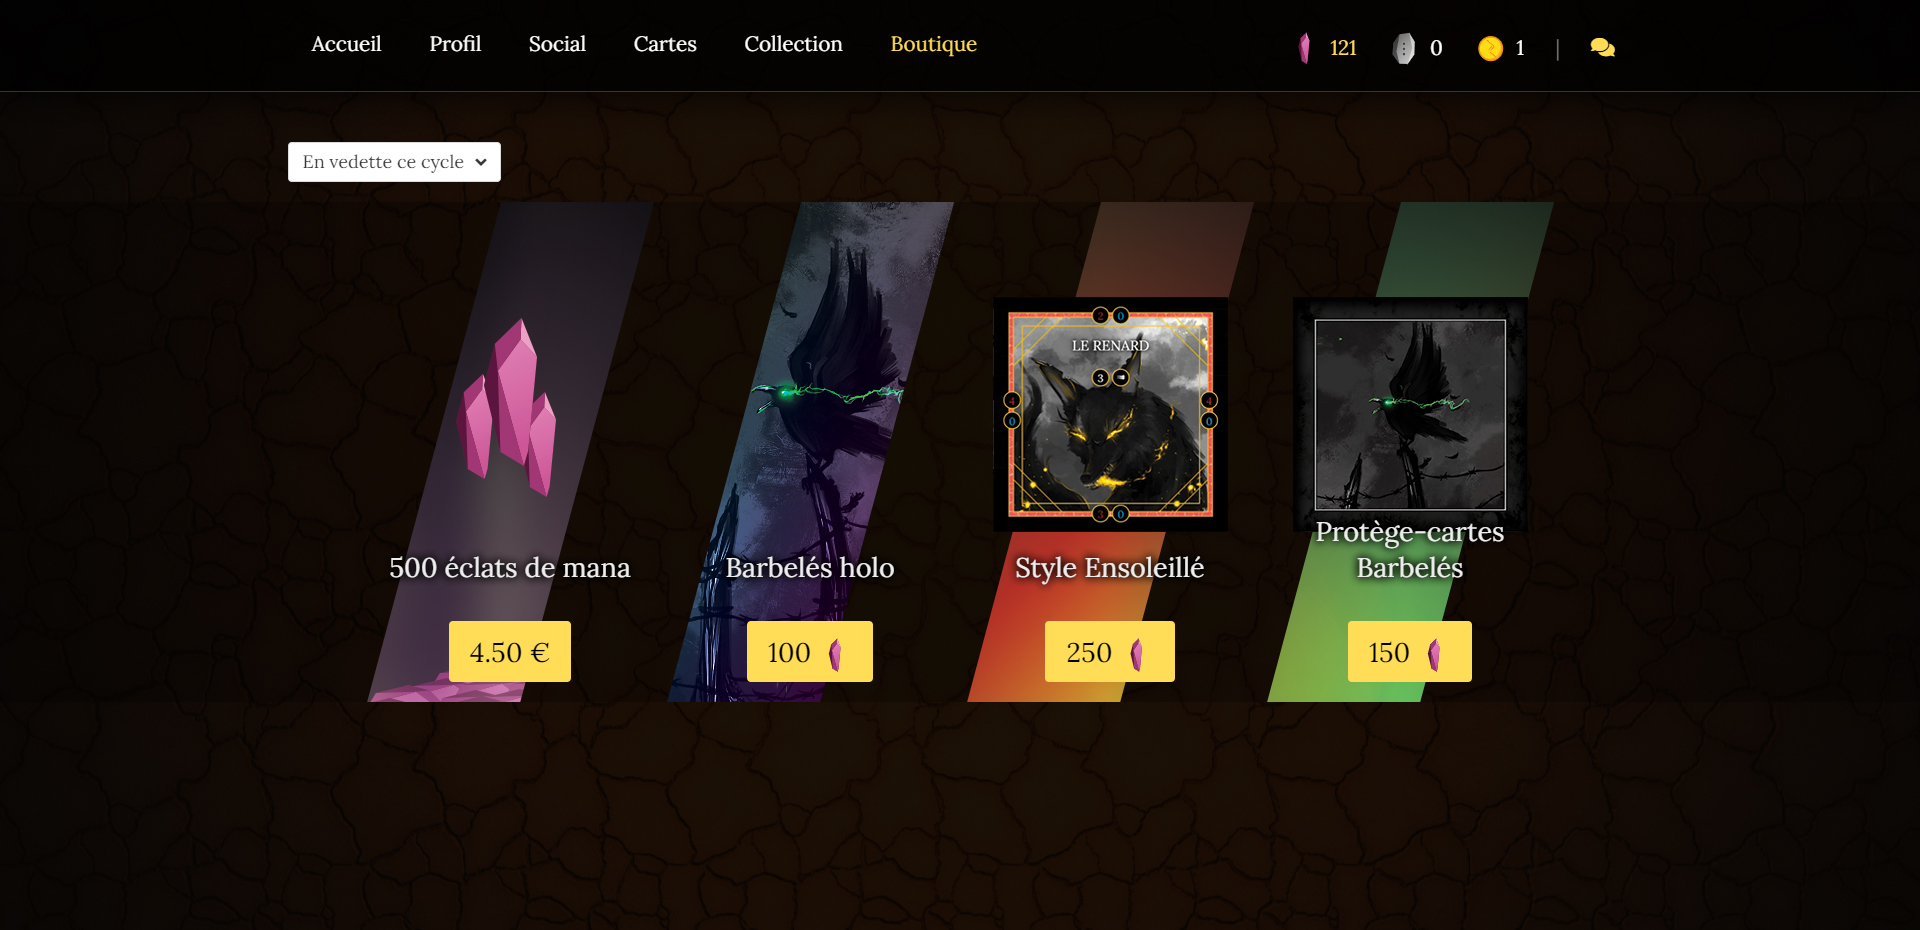 Accueil Profil Social Cartes Collection Boutique 121 0 1 |
En vedette ce cycle
LE RENARD
2 0
3
4 4
0 0
3 0
500 éclats de mana
Barbelés holo
Style Ensoleillé
Protège-cartes
Barbelés
4.50 €
100
250
150